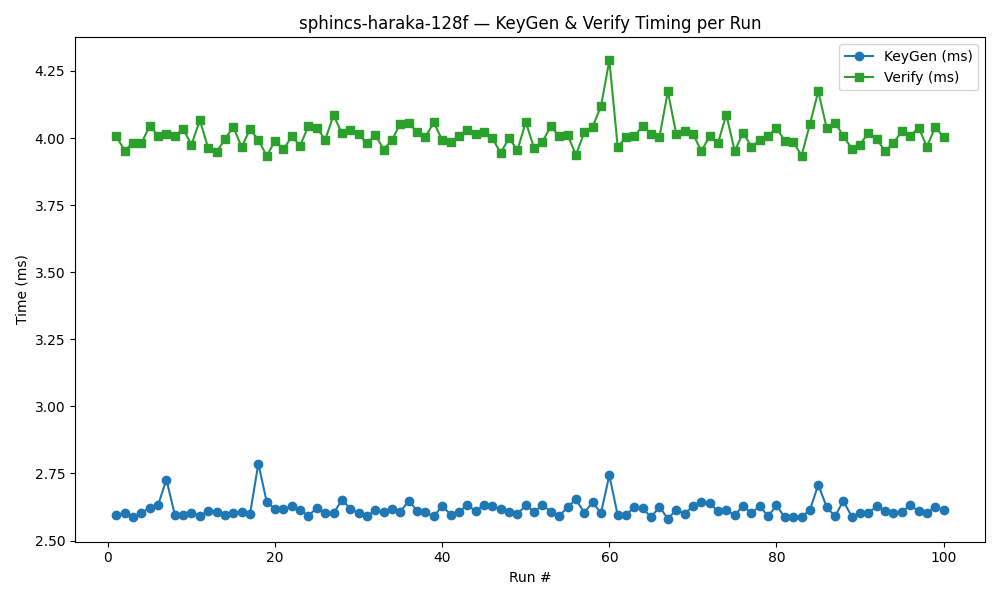 sphincs-haraka-128f — KeyGen & Verify Timing per Run
KeyGen (ms)
Verify (ms)
Time (ms)
4.25
4.00
3.75
3.50
3.25
3.00
2.75
2.50
0
20
40
60
80
100
Run #